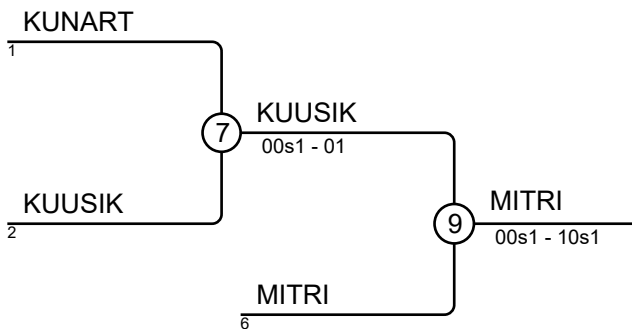 KUNART
1
7
KUUSIK
00s1 - 01
KUUSIK
2
9
MITRI
00s1 - 10s1
MITRI
6